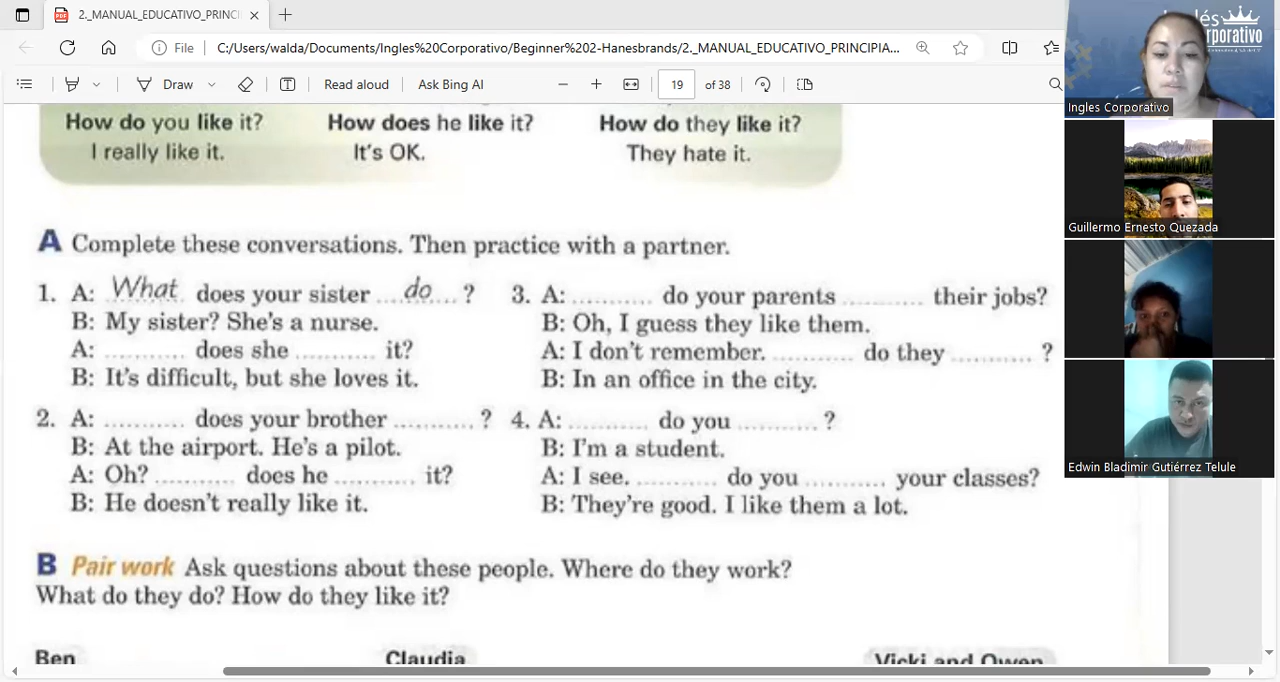 2._MANUAL_EDUCATIVO_PRINCI
File
C:/Users/walda/Documents/Ingles%20Corporativo/Beginner%202-Hanesbrands/2._MANUAL_EDUCATIVO_PRINCIPIA...
Draw
Read aloud
Ask Bing AI
19 of 38
How do you like it? How does he like it? How do they like it?
I really like it. It's OK. They hate it.
A Complete these conversations. Then practice with a partner.
1. A: What does your sister do ?
B: My sister? She's a nurse.
A: .......... does she .......... it?
B: It's difficult, but she loves it.
2. A: .......... does your brother .......... ?
B: At the airport. He's a pilot.
A: Oh? .......... does he .......... it?
B: He doesn't really like it.
3. A: .......... do your parents .......... their jobs?
B: Oh, I guess they like them.
A: I don't remember. .......... do they .......... ?
B: In an office in the city.
4. A: .......... do you .......... ?
B: I'm a student.
A: I see. .......... do you .......... your classes?
B: They're good. I like them a lot.
B Pair work Ask questions about these people. Where do they work?
What do they do? How do they like it?
Ben Claudia Vicki and Owen
Ingles Corporativo
Guillermo Ernesto Quezada
Edwin Bladimir Gutiérrez Telule